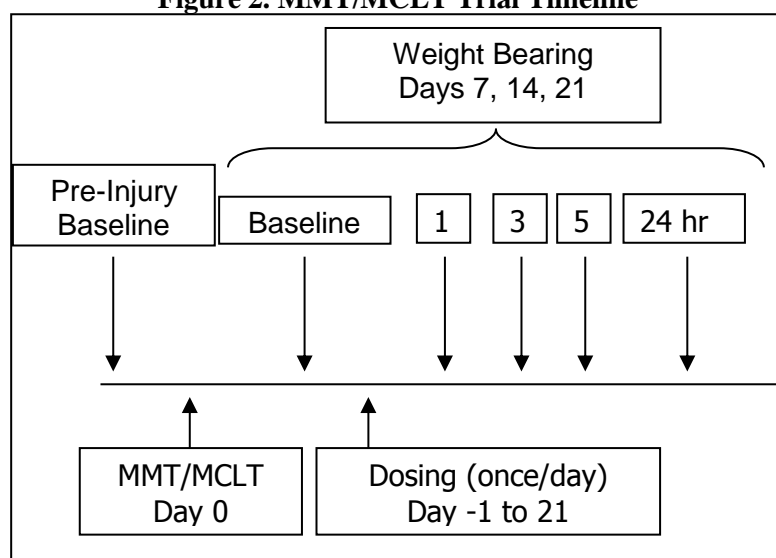 Figure 2. MMT/MCLT Trial Timeline
Weight Bearing
Days 7, 14, 21
Pre-Injury
Baseline
Baseline
1
3
5
24 hr
MMT/MCLT
Day 0
Dosing (once/day)
Day -1 to 21